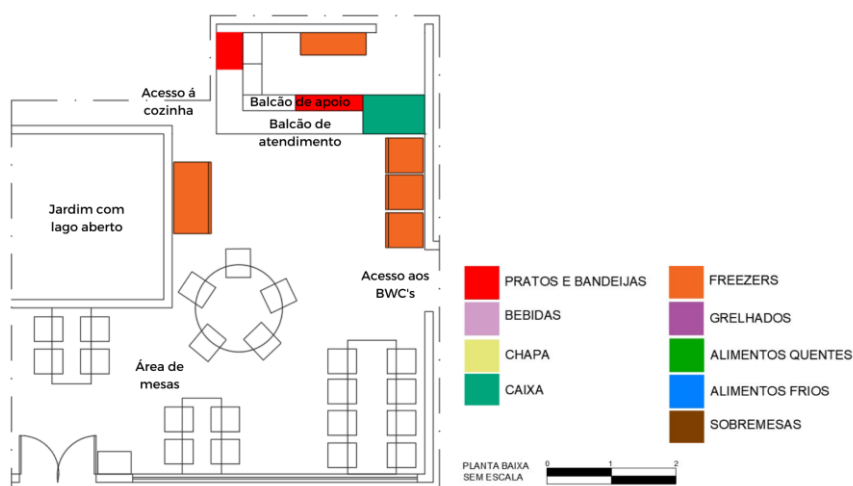 Acesso á
cozinha
Balcão de apoio
Balcão de
atendimento
Jardim com
lago aberto
Acesso aos
BWC's
Área de
mesas
PRATOS E BANDEIJAS
BEBIDAS
CHAPA
CAIXA
FREEZERS
GRELHADOS
ALIMENTOS QUENTES
ALIMENTOS FRIOS
SOBREMESAS
PLANTA BAIXA
SEM ESCALA
0 1 2